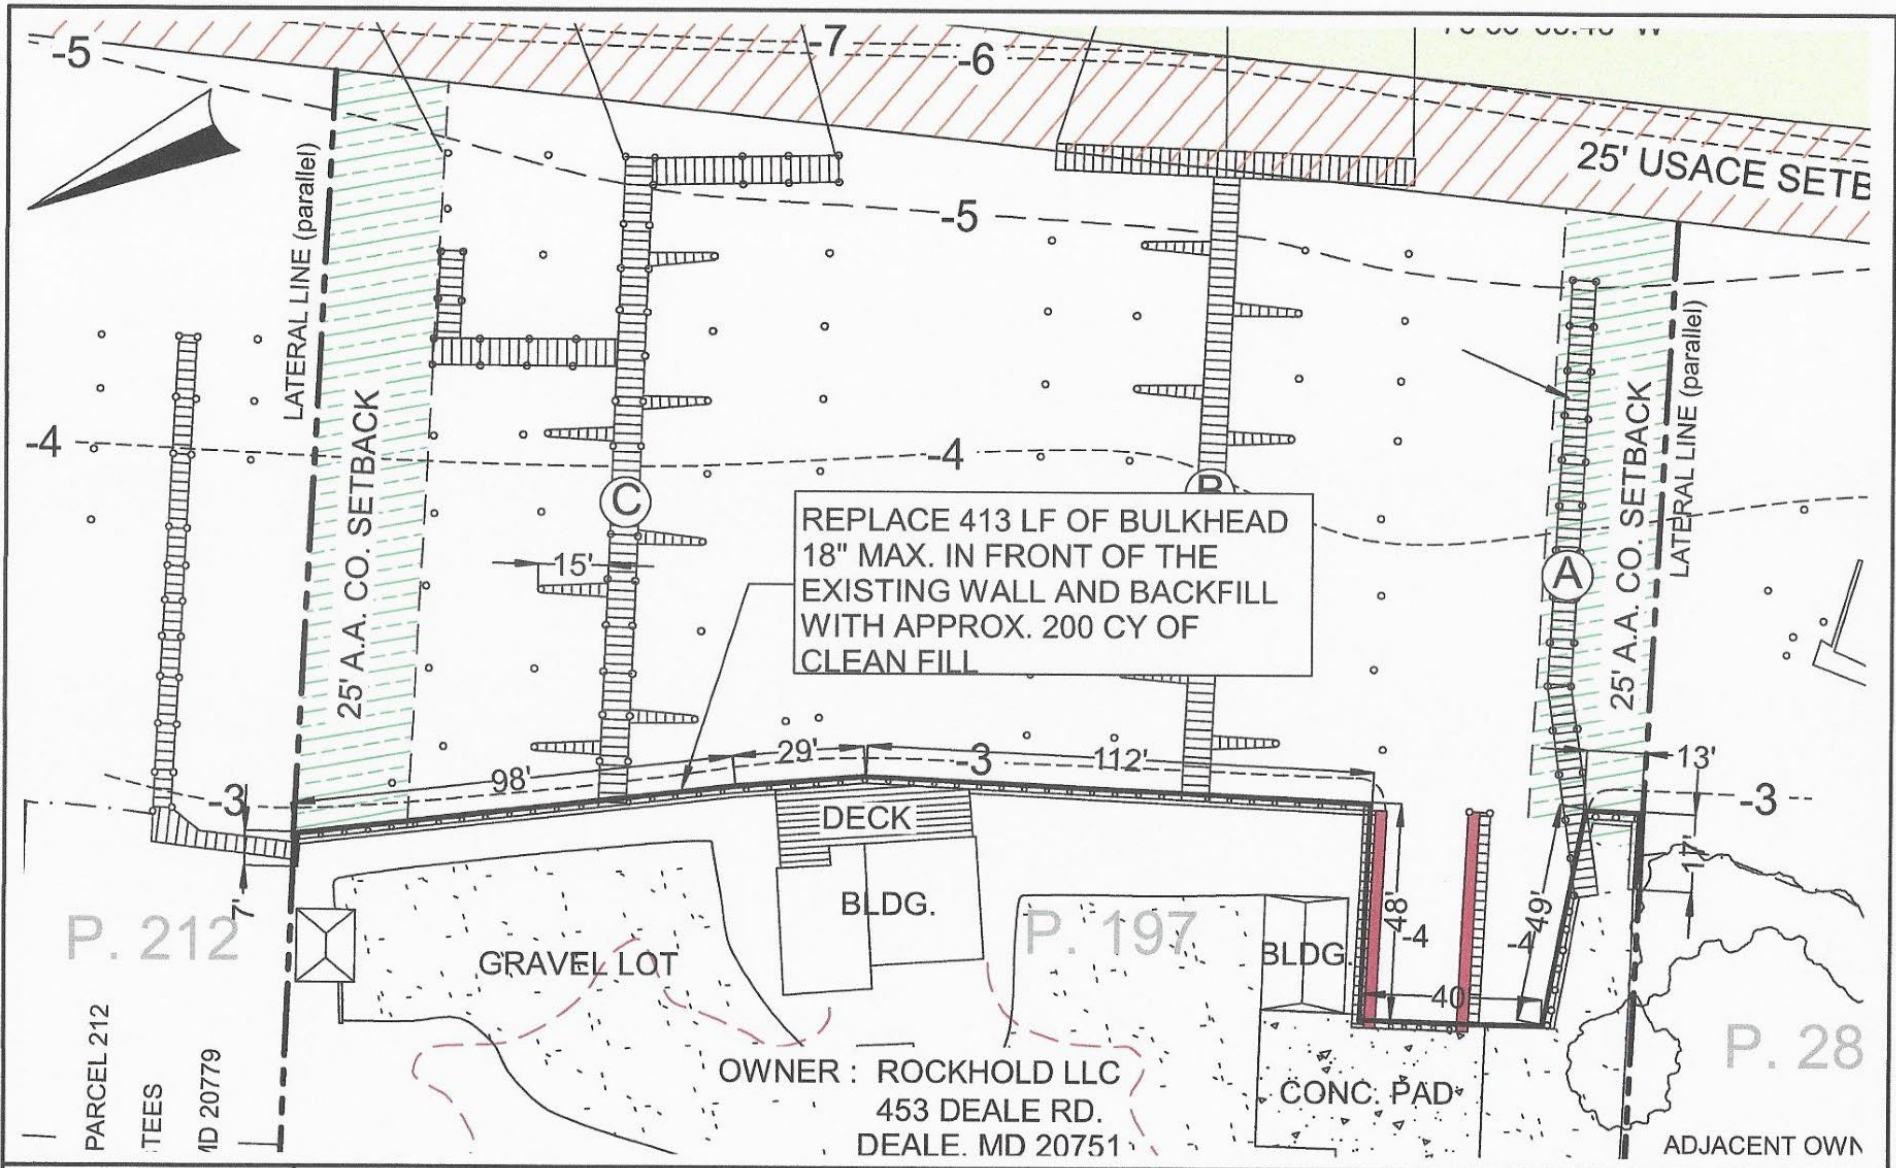 -5
-7
-6
25' USACE SETB
LATERAL LINE (parallel)
-5
25' A.A. CO. SETBACK
25' A.A. CO. SETBACK
LATERAL LINE (parallel)
-4
-4
C
B
A
REPLACE 413 LF OF BULKHEAD
18" MAX. IN FRONT OF THE
EXISTING WALL AND BACKFILL
WITH APPROX. 200 CY OF
CLEAN FILL
15'
98'
29'
-3
112'
13'
-3
-3
17'
7'
DECK
BLDG.
P. 212
GRAVEL LOT
P. 197
BLDG.
48'
-4
-4
49'
40
P. 28
PARCEL 212
TEES
MD 20779
OWNER : ROCKHOLD LLC
453 DEALE RD.
DEALE. MD 20751
CONC. PAD
ADJACENT OWN